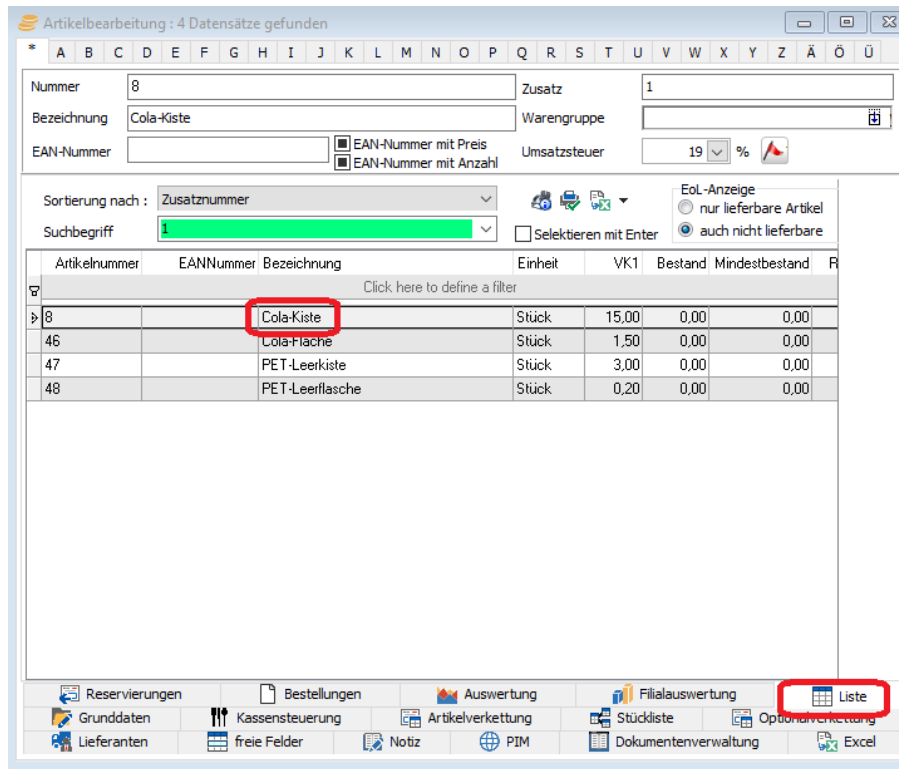 Artikelbearbeitung : 4 Datensätze gefunden
* A B C D E F G H I J K L M N O P Q R S T U V W X Y Z Ä Ö Ü
Nummer 8 Zusatz 1
Bezeichnung Cola-Kiste Warengruppe
EAN-Nummer EAN-Nummer mit Preis
EAN-Nummer mit Anzahl Umsatzsteuer 19 %
Sortierung nach : Zusatznummer EoL-Anzeige
nur lieferbare Artikel
Suchbegriff 1 Selektieren mit Enter auch nicht lieferbare
Artikelnummer EANNummer Bezeichnung Einheit VK1 Bestand Mindestbestand R
Click here to define a filter
8 Cola-Kiste Stück 15,00 0,00 0,00
46 Cola-Flache Stück 1,50 0,00 0,00
47 PET-Leerkiste Stück 3,00 0,00 0,00
48 PET-Leerflasche Stück 0,20 0,00 0,00
Reservierungen Bestellungen Auswertung Filialauswertung Liste
Grunddaten Kassensteuerung Artikelverkettung Stückliste Optionalverkettung
Lieferanten freie Felder Notiz PIM Dokumentenverwaltung Excel